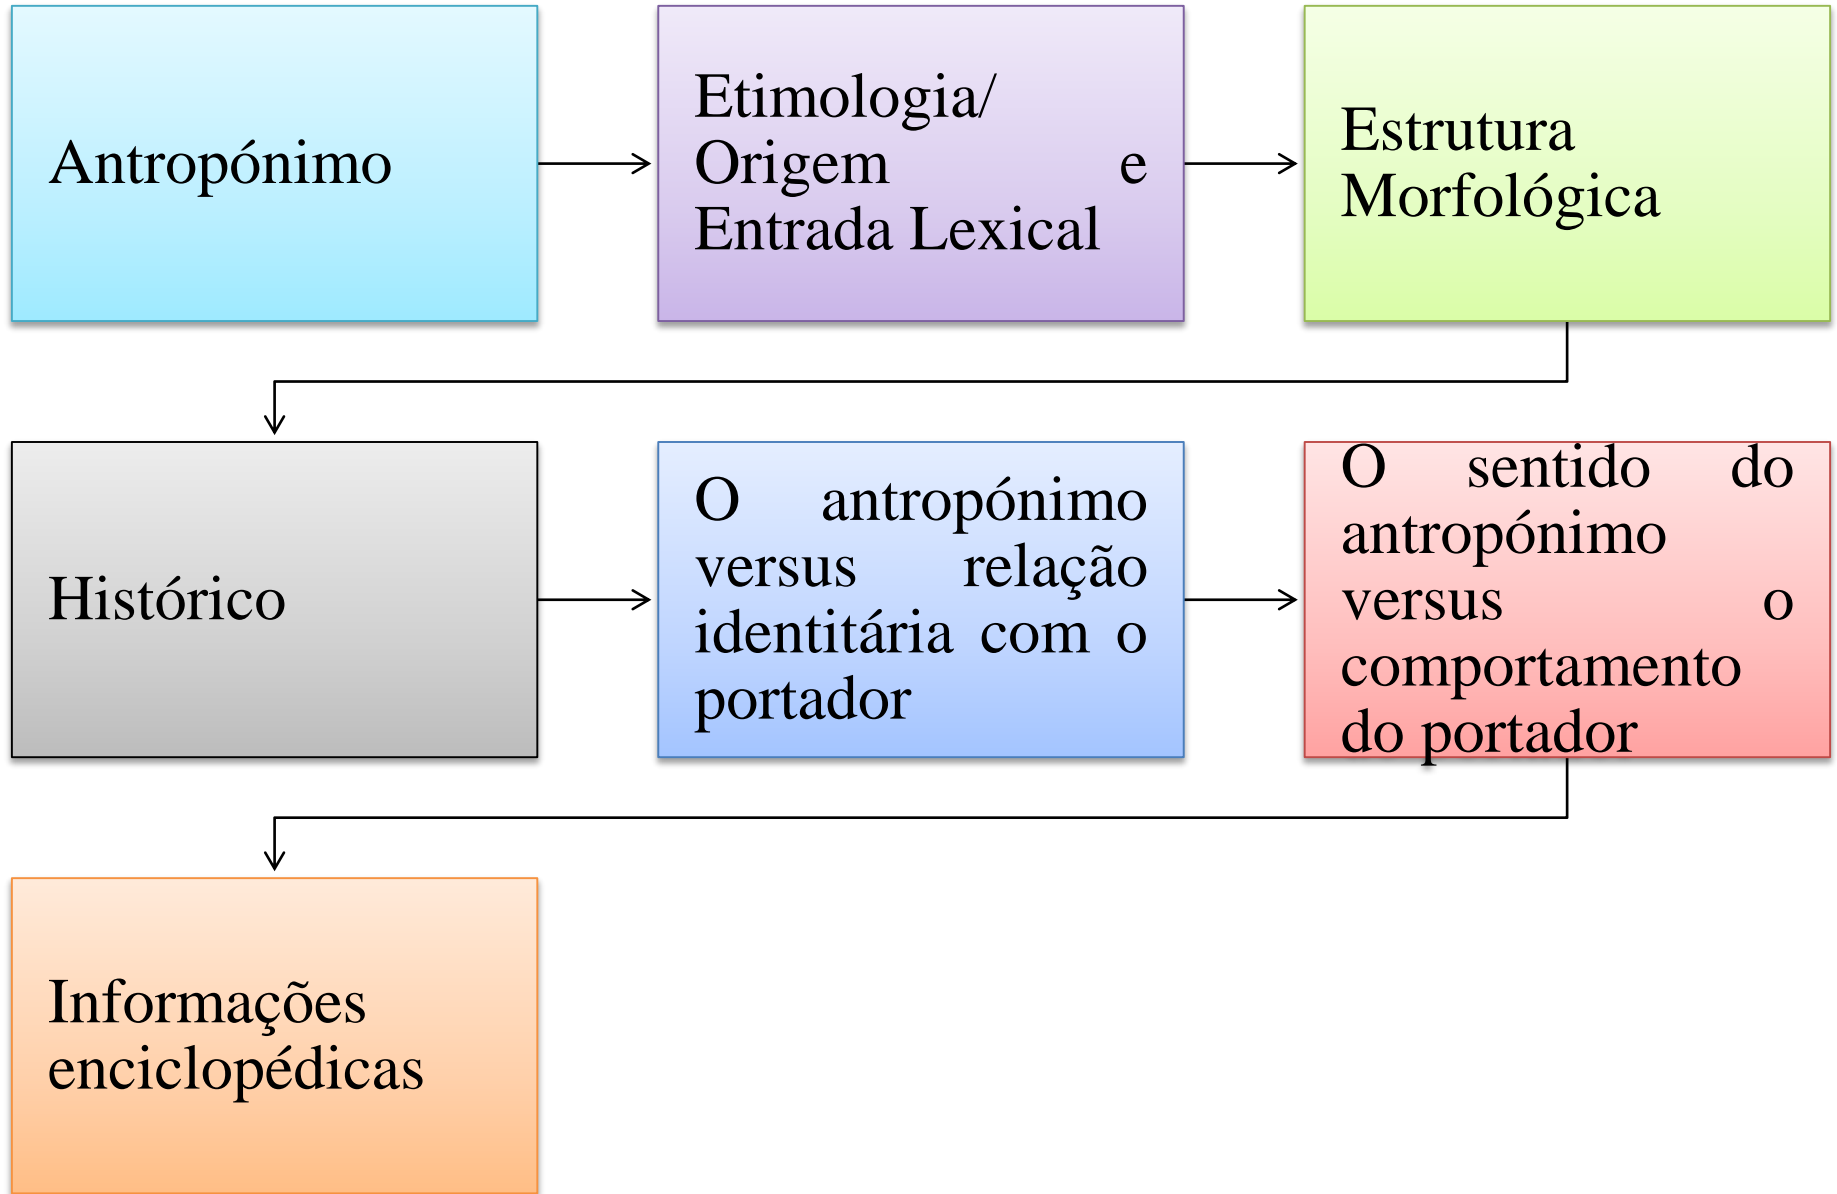 Antropónimo
Etimologia/
Origem e
Entrada Lexical
Estrutura
Morfológica
Histórico
O antropónimo
versus relação
identitária com o
portador
O sentido do
antropónimo
versus o
comportamento
do portador
Informações
enciclopédicas